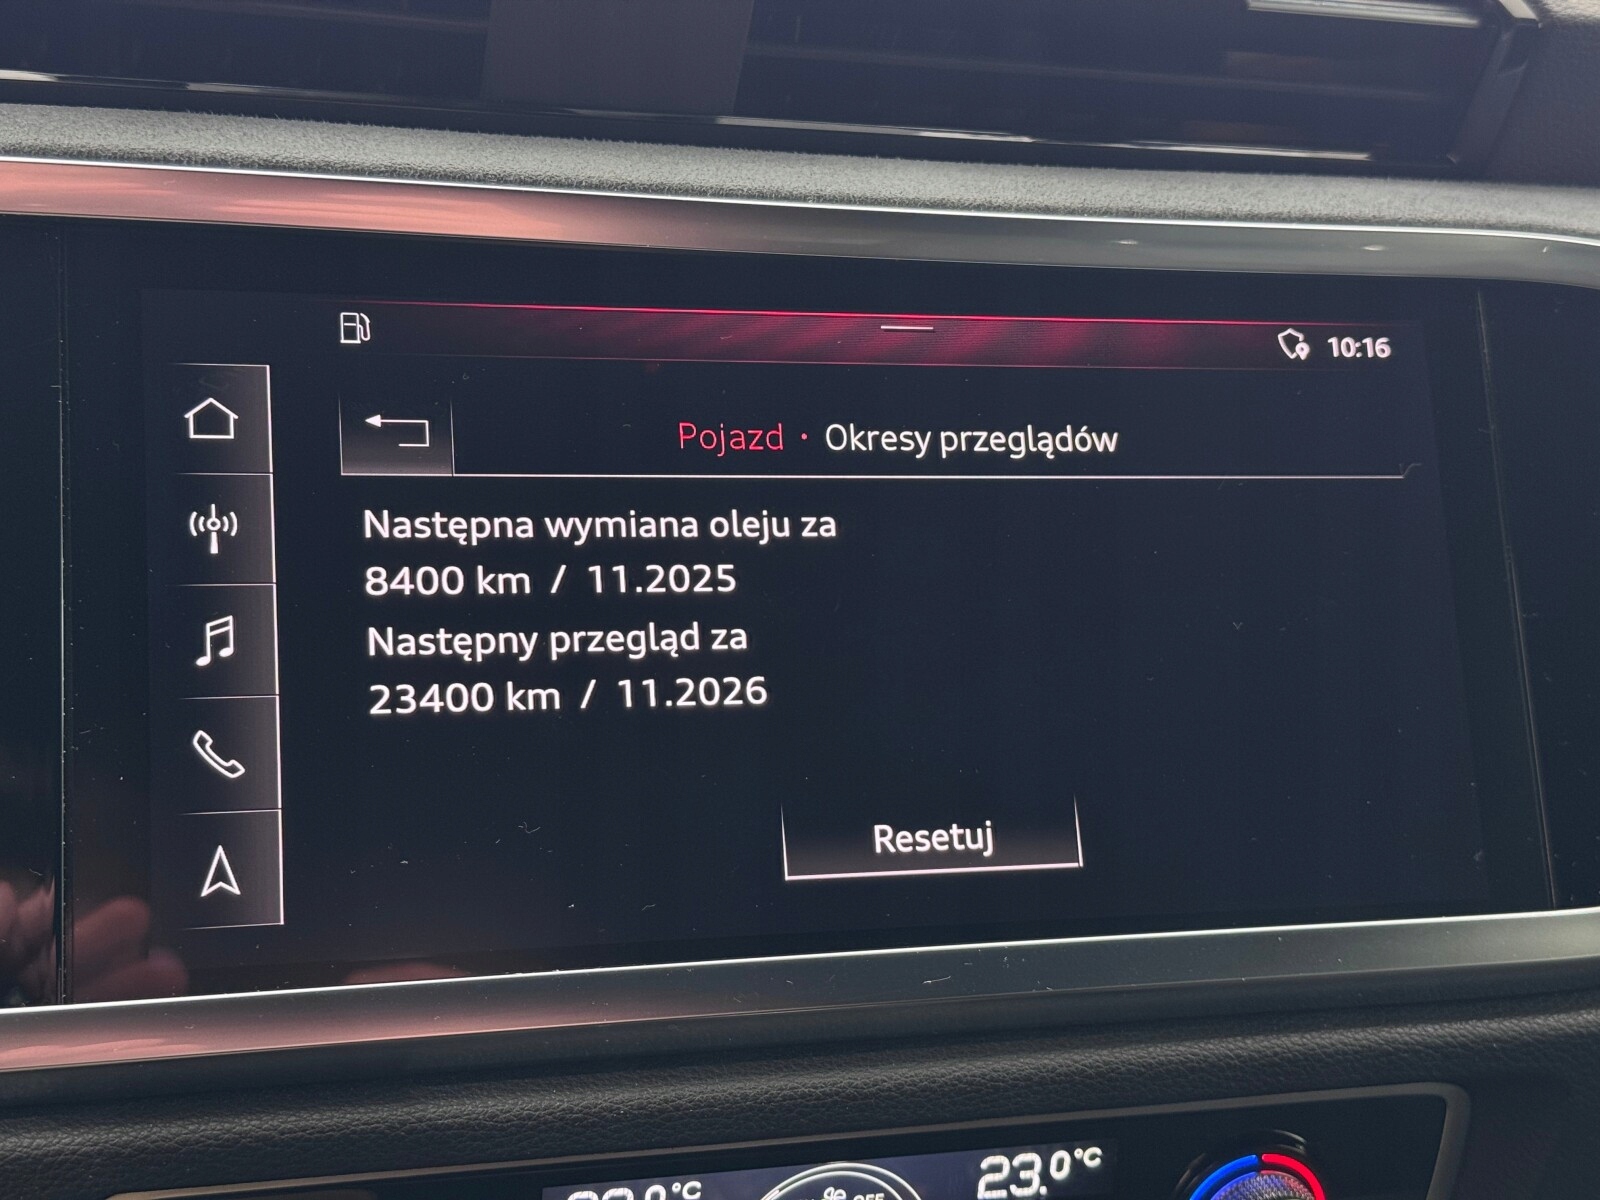 10:16
Pojazd • Okresy przeglądów
Następna wymiana oleju za
8400 km / 11.2025
Następny przegląd za
23400 km / 11.2026
Resetuj
23.0°C